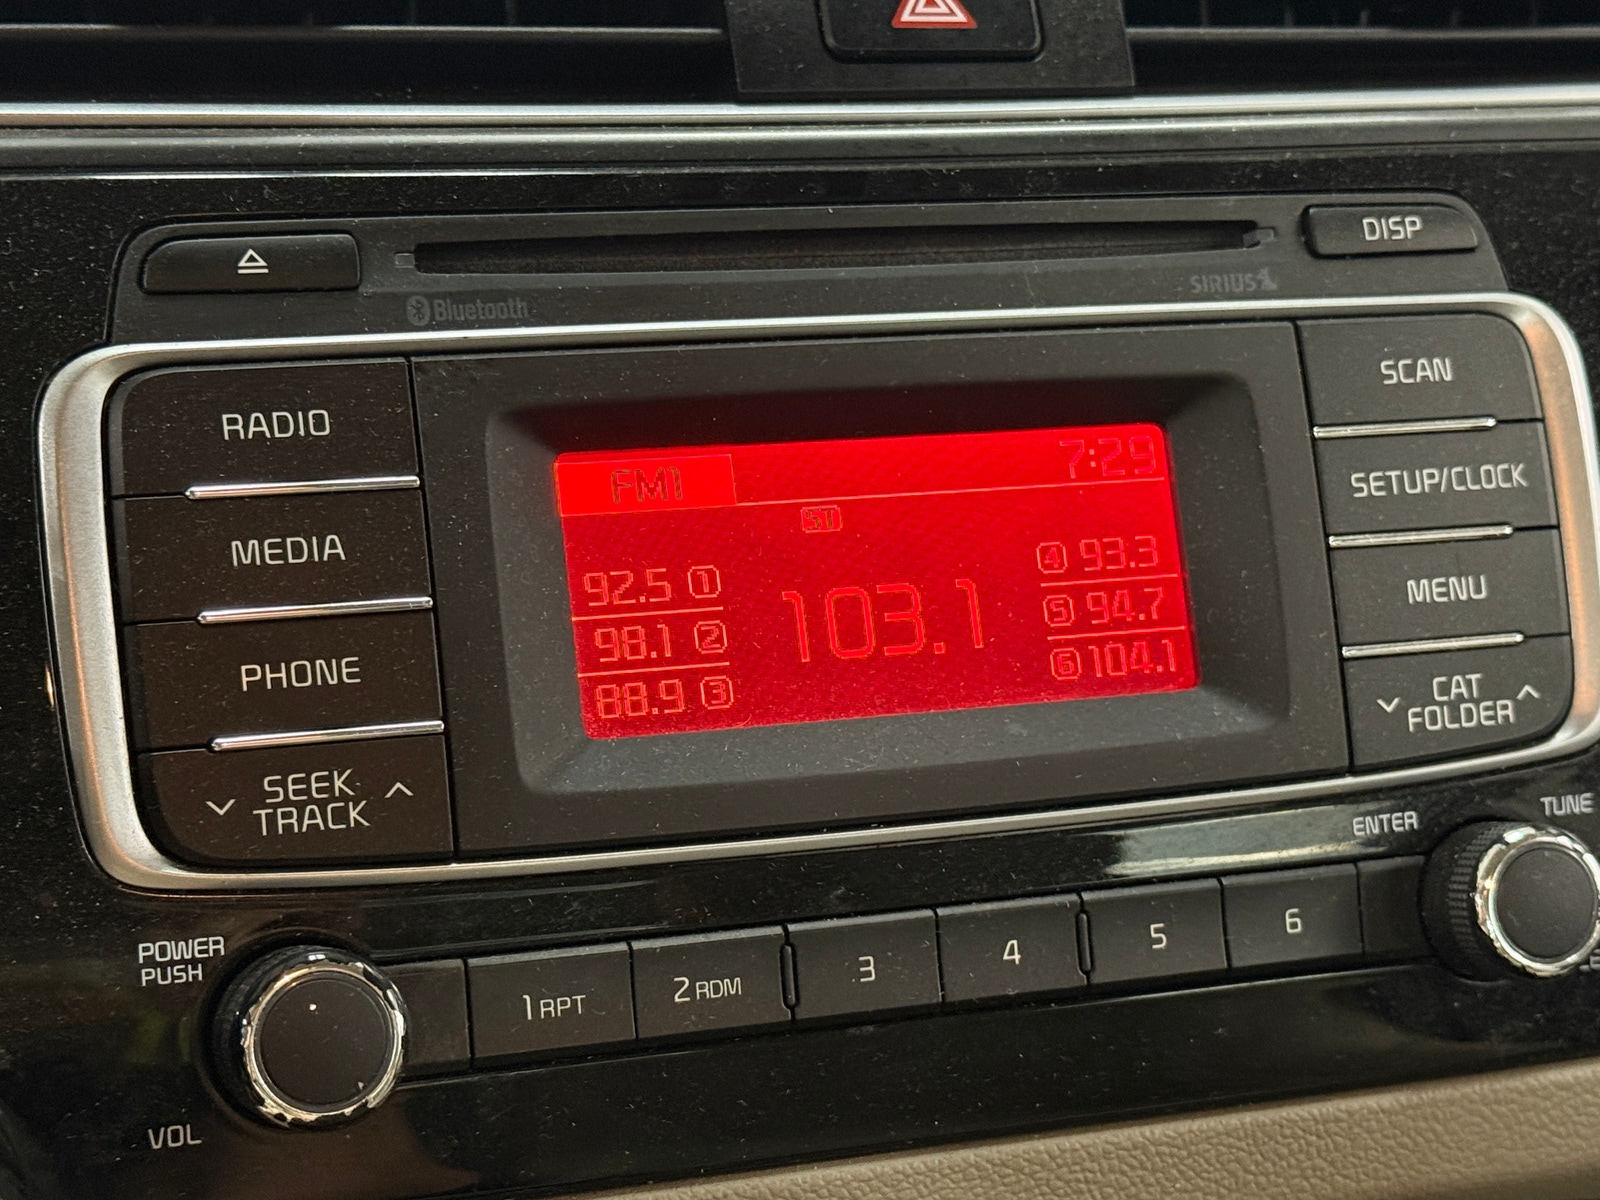 DISP
Bluetooth
SIRIUS
RADIO
MEDIA
PHONE
SEEK
TRACK
FM1
7:29
ST
92.5 1
98.1 2
88.9 3
103.1
4 93.3
5 94.7
6 104.1
SCAN
SETUP/CLOCK
MENU
CAT
FOLDER
ENTER
TUNE
POWER
PUSH
VOL
1 RPT
2 RDM
3
4
5
6